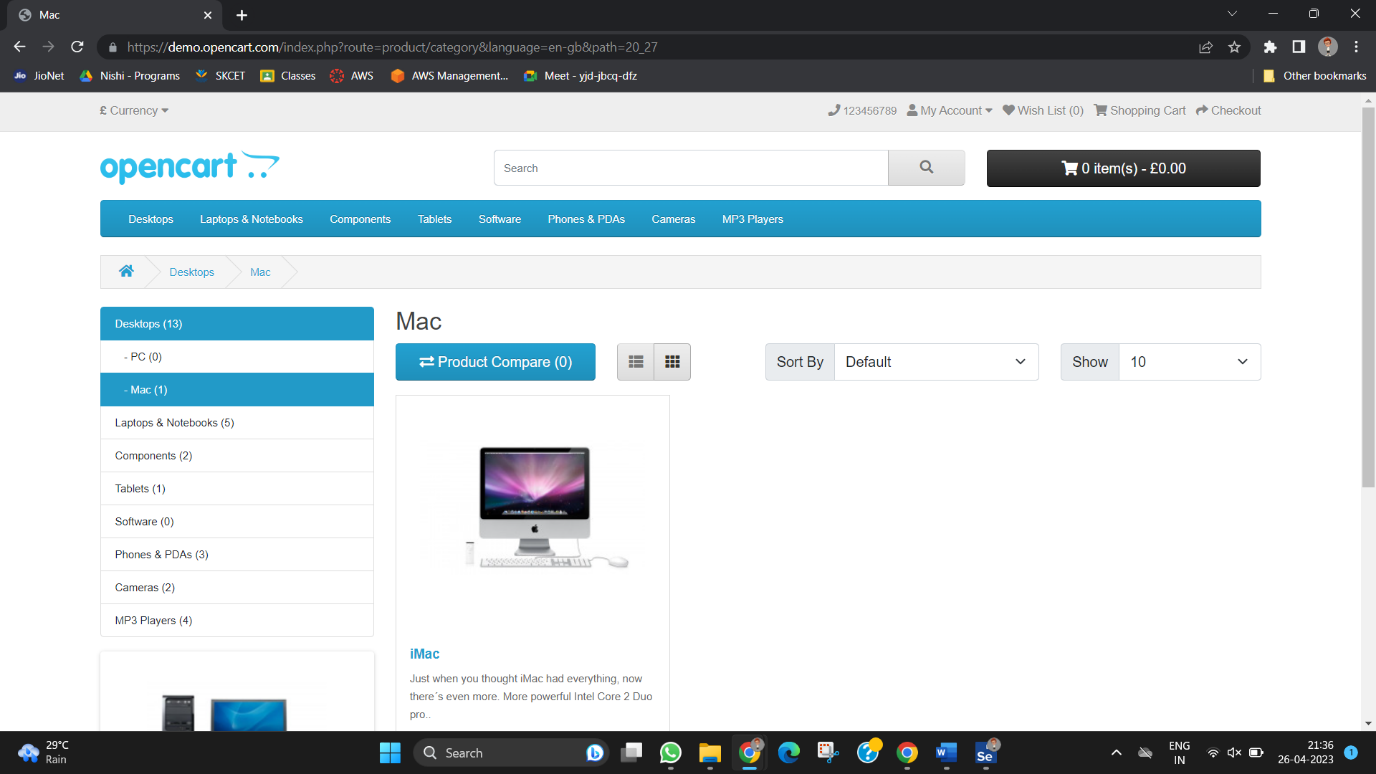 Mac
https://demo.opencart.com/index.php?route=product/category&language=en-gb&path=20_27
Jio JioNet Nishi - Programs SKCET Classes AWS AWS Management... Meet - yjd-jbcq-dfz Other bookmarks
£ Currency 123456789 My Account Wish List (0) Shopping Cart Checkout
opencart Search 0 item(s) - £0.00
Desktops Laptops & Notebooks Components Tablets Software Phones & PDAs Cameras MP3 Players
Desktops Mac
Desktops (13)
- PC (0)
- Mac (1)
Laptops & Notebooks (5)
Components (2)
Tablets (1)
Software (0)
Phones & PDAs (3)
Cameras (2)
MP3 Players (4)
Mac
Product Compare (0) Sort By Default Show 10
iMac
Just when you thought iMac had everything, now
there´s even more. More powerful Intel Core 2 Duo
pro..
29°C
Rain
Search
Se
ENG
IN
21:36
26-04-2023
1